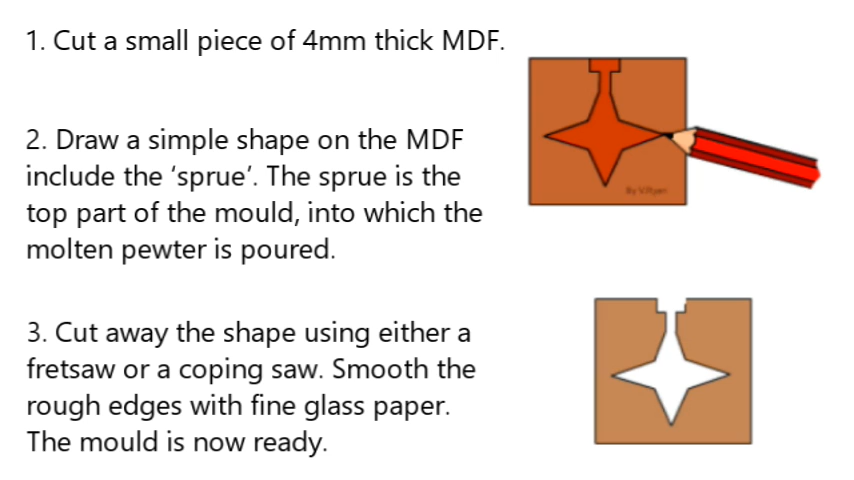 1. Cut a small piece of 4mm thick MDF.
2. Draw a simple shape on the MDF
include the ‘sprue’. The sprue is the
top part of the mould, into which the
molten pewter is poured.
By V.Ryan
3. Cut away the shape using either a
fretsaw or a coping saw. Smooth the
rough edges with fine glass paper.
The mould is now ready.